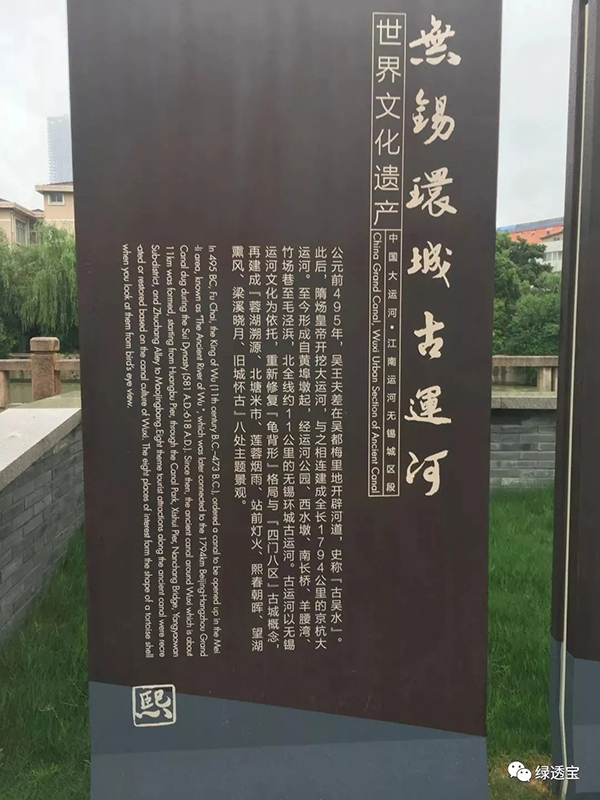 無錫環城古運河
世界文化遗产
中国大运河·江南运河无锡城区段
China Grand Canal, Wuxi Urban Section of Ancient Canal
公元前495年，吴王夫差在吴都梅里地开辟河道，史称『古吴水』。
此后，隋炀皇帝开挖大运河，与之相连建成全长1794公里的京杭大
运河。至今形成自黄埠墩起，经运河公园、西水墩、南长桥、羊腰湾、
竹场巷至毛泾浜，北全线约11公里的无锡环城古运河。古运河以无锡
运河文化为依托，重新修复『龟背形』格局与『四门八区』古城概念，
再建成『蓉湖溯源、北塘米市、莲蓉烟雨、站前灯火、熙春朝晖、望湖
熏风、梁溪晓月、旧城怀古』八处主题景观。
In 495 BC, Fu Chai, the King of Wu (11th century B.C.–473 B.C.), ordered a canal to be opened up in the Mei
-li area, known as "The Ancient River of Wu", which was later connected to the 1794km Beijing-Hangzhou Grand
Canal dug during the Sui Dynasty (581 A.D-618 A.D.). Since then, the ancient canal around Wuxi which is about
11km was formed, starting from Huangbu Pier, through the Canal Park, Xishui Pier, Nanchang Bridge, Yangyaowan
Subdistrict, and Zhuchang Alley to Maojingbang.Eight theme tourist attractions along the ancient canal were recre
-ated or restored based on the canal culture of Wuxi. The eight places of interest form the shape of a tortoise shell
when you look at them from bird's eye view.
熙
绿透宝